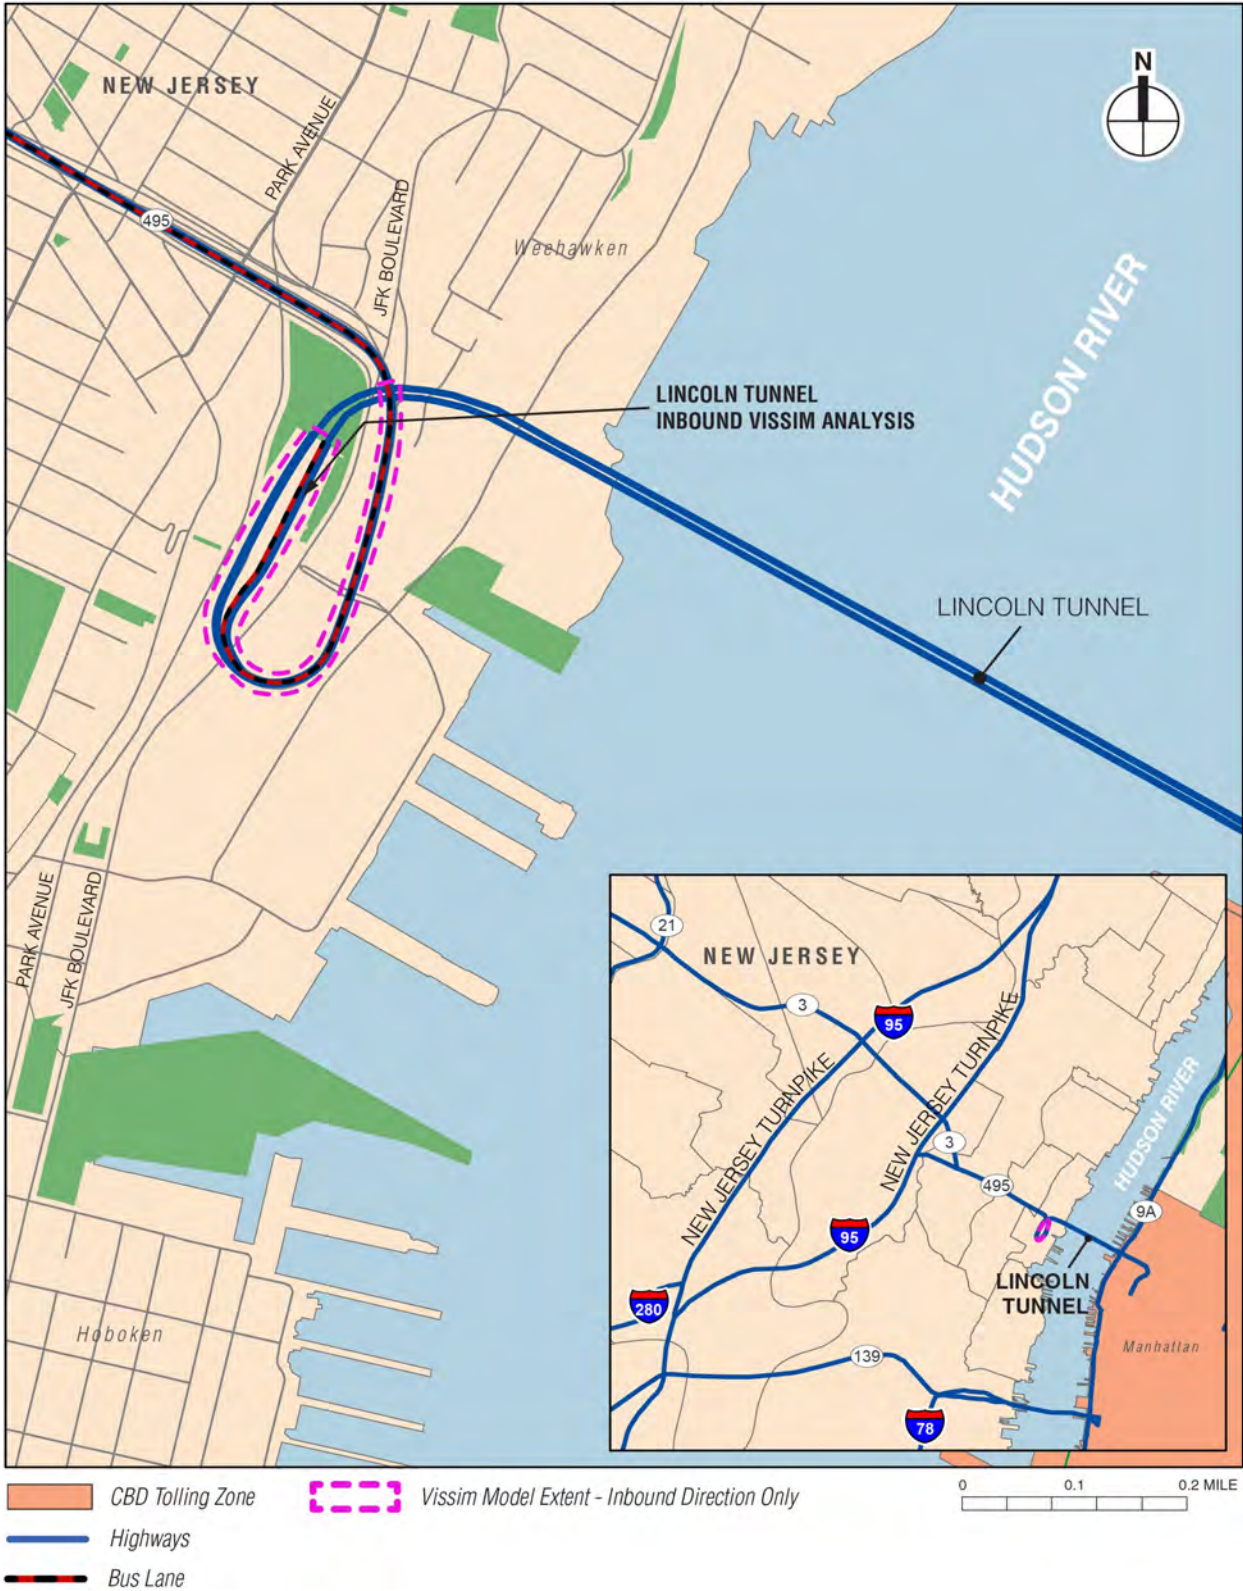 NEW JERSEY
PARK AVENUE
N
495
JFK BOULEVARD
Weehawken
HUDSON RIVER
LINCOLN TUNNEL
INBOUND VISSIM ANALYSIS
LINCOLN TUNNEL
PARK AVENUE
JFK BOULEVARD
Hoboken
21
NEW JERSEY
3
95
NEW JERSEY TURNPIKE
NEW JERSEY TURNPIKE
3
495
HUDSON RIVER
9A
95
LINCOLN
TUNNEL
280
Manhattan
139
78
CBD Tolling Zone
Vissim Model Extent - Inbound Direction Only
0 0.1 0.2 MILE
Highways
Bus Lane